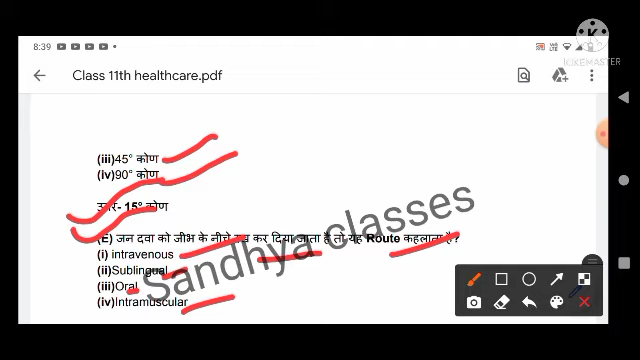 8:39
KINEMASTER
Class 11th healthcare.pdf
(iii)45° कोण
(iv)90° कोण
उत्तर- 15° कोण
(E) जन दवा को जीभ के नीचे रख कर दिया जाता है तो यह Route कहलाता है?
(i) intravenous
(ii)Sublingual
(iii)Oral
(iv)Intramuscular
Sandhya classes